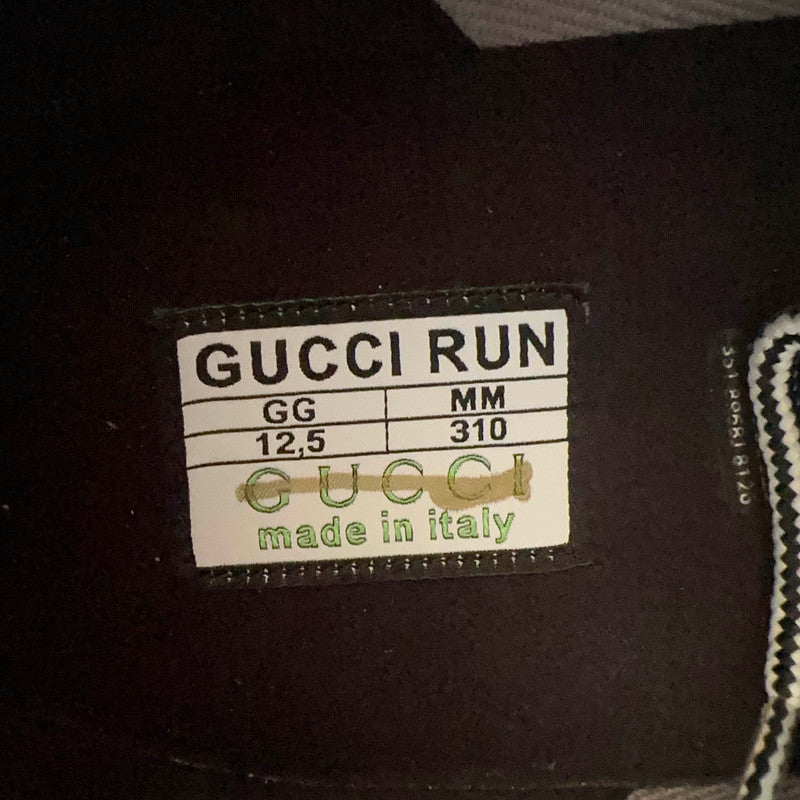 GUCCI RUN
GG MM
12,5 310
GUCCI
made in italy